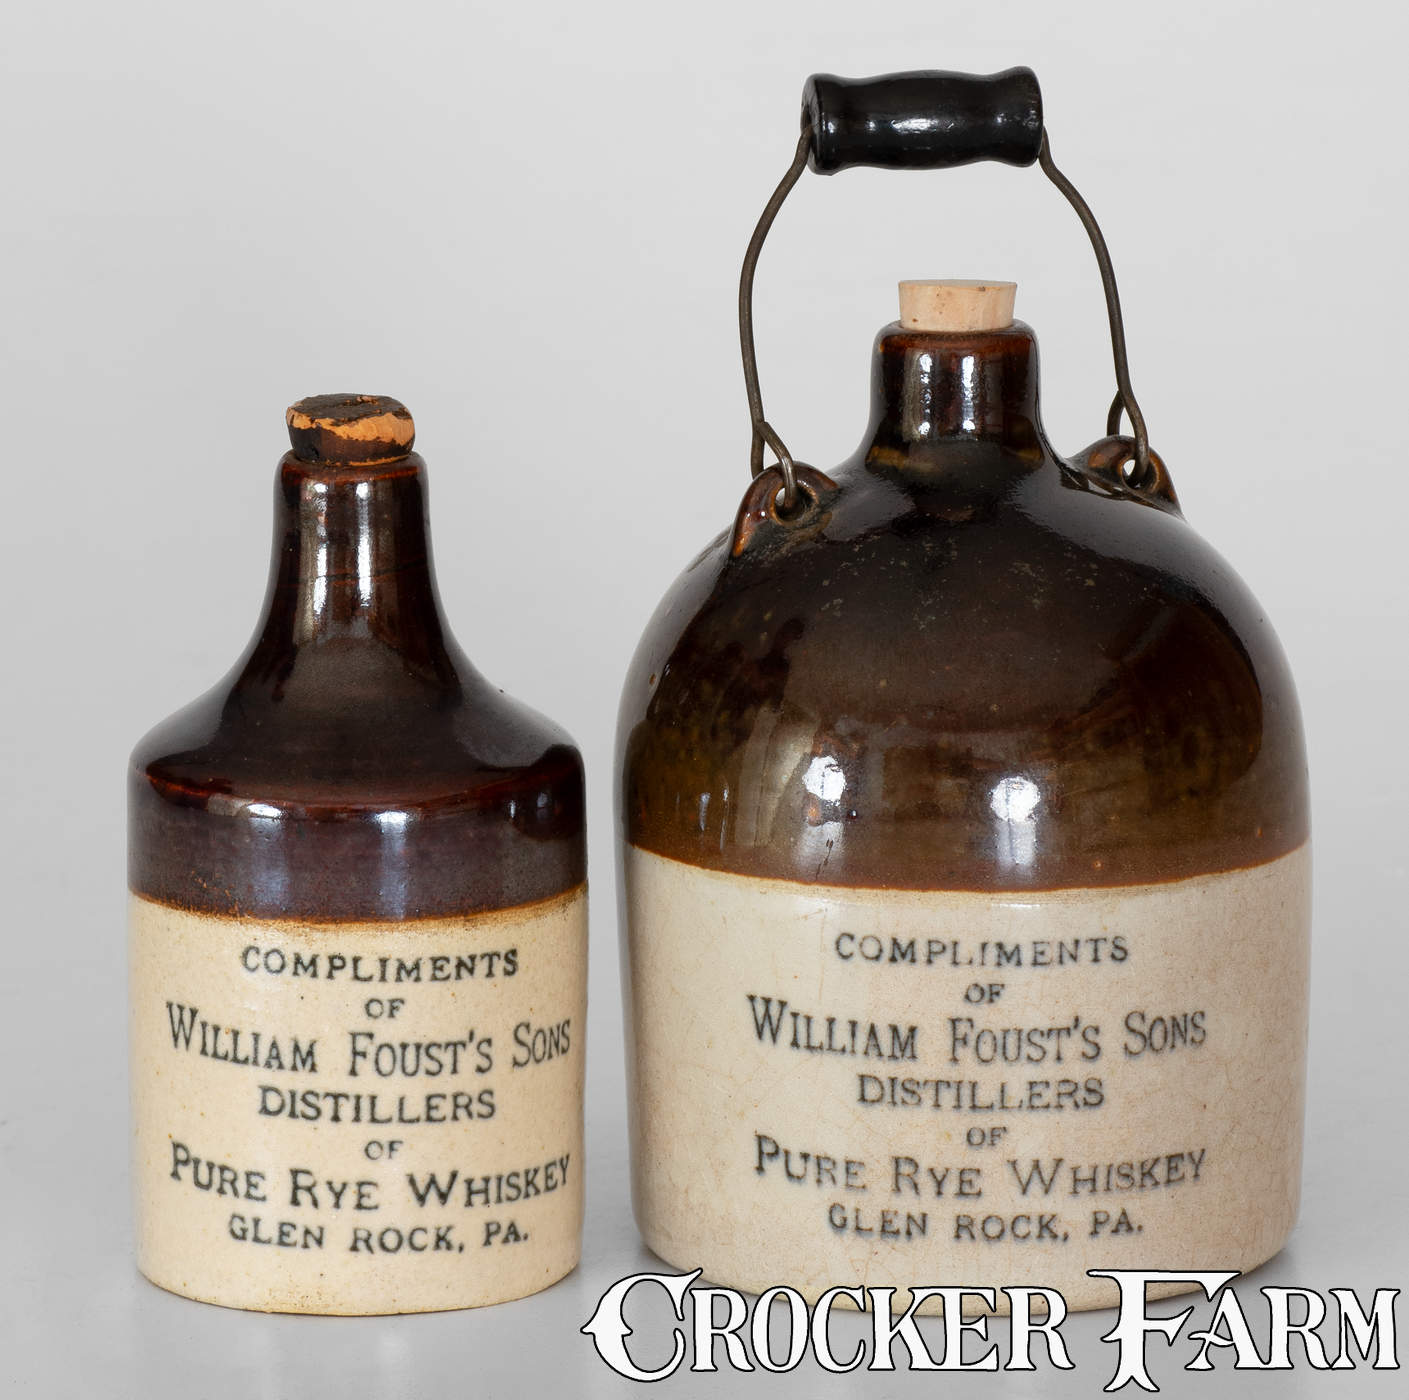 COMPLIMENTS
OF
WILLIAM FOUST'S SONS
DISTILLERS
OF
PURE RYE WHISKEY
GLEN ROCK, PA.
COMPLIMENTS
OF
WILLIAM FOUST'S SONS
DISTILLERS
OF
PURE RYE WHISKEY
GLEN ROCK, PA.
CROCKER FARM